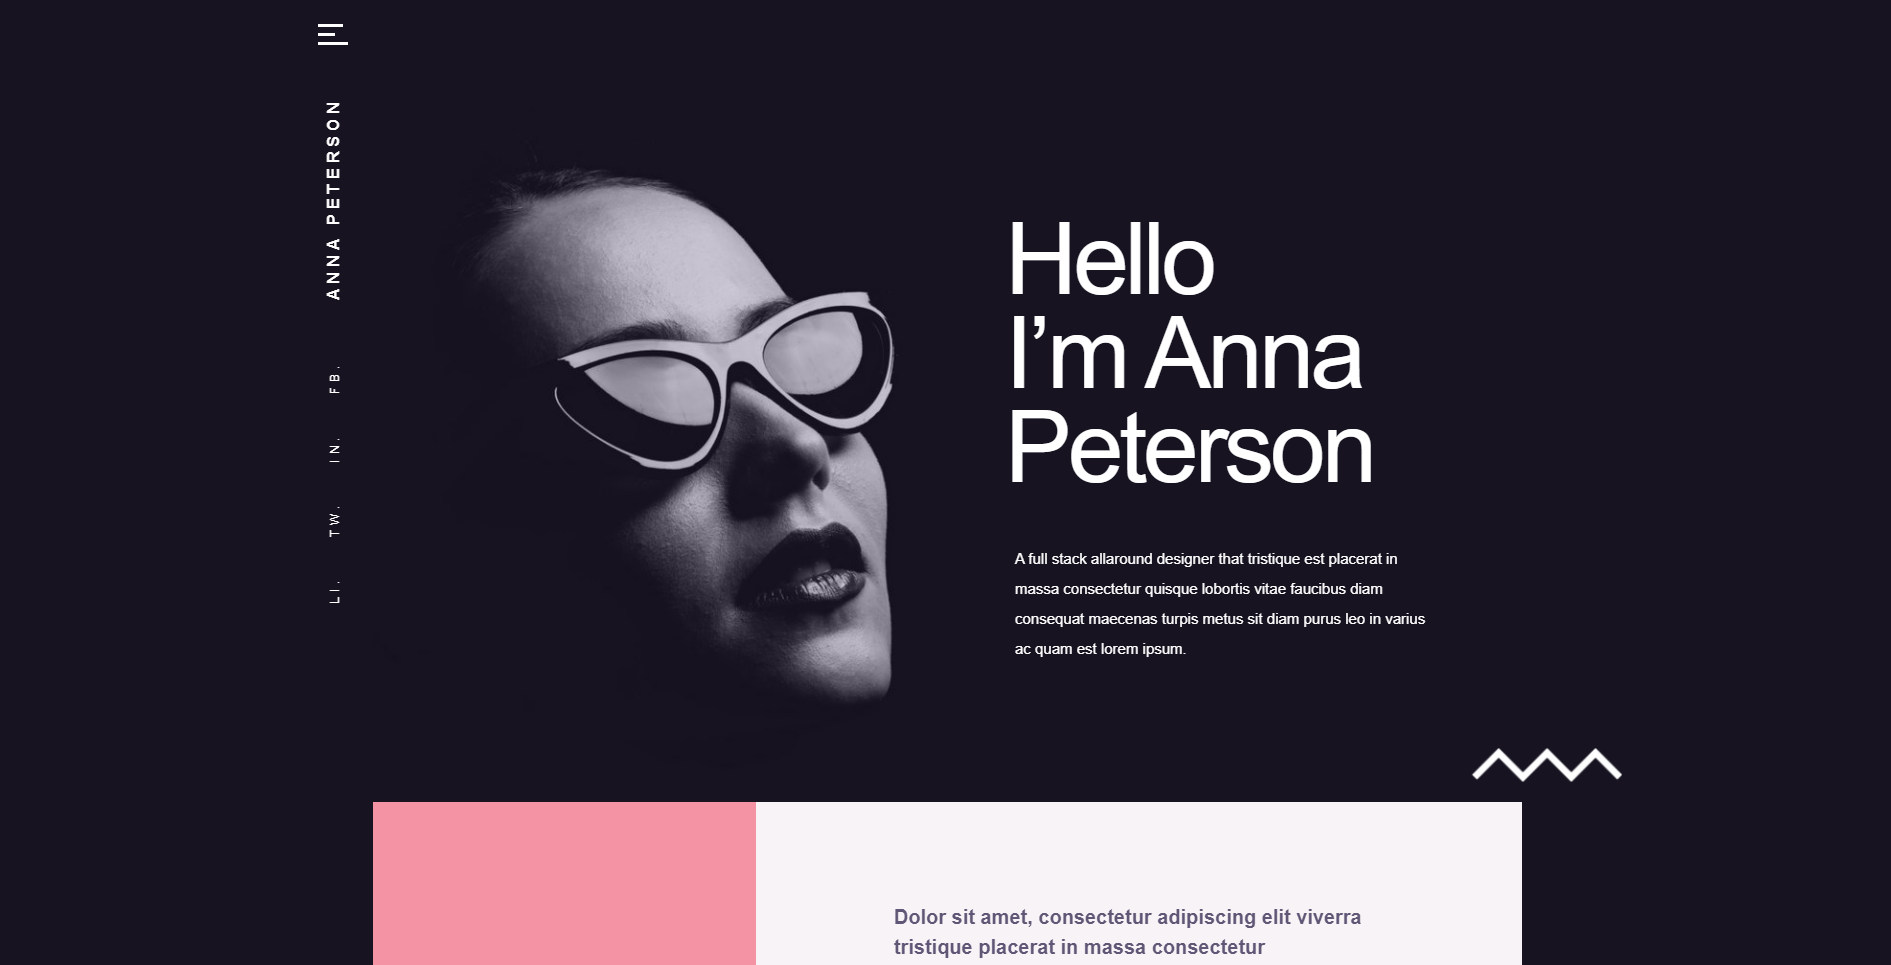 ANNA PETERSON
FB.
IN.
TW.
LI.
Hello
I’m Anna
Peterson
A full stack allaround designer that tristique est placerat in
massa consectetur quisque lobortis vitae faucibus diam
consequat maecenas turpis metus sit diam purus leo in varius
ac quam est lorem ipsum.
Dolor sit amet, consectetur adipiscing elit viverra
tristique placerat in massa consectetur